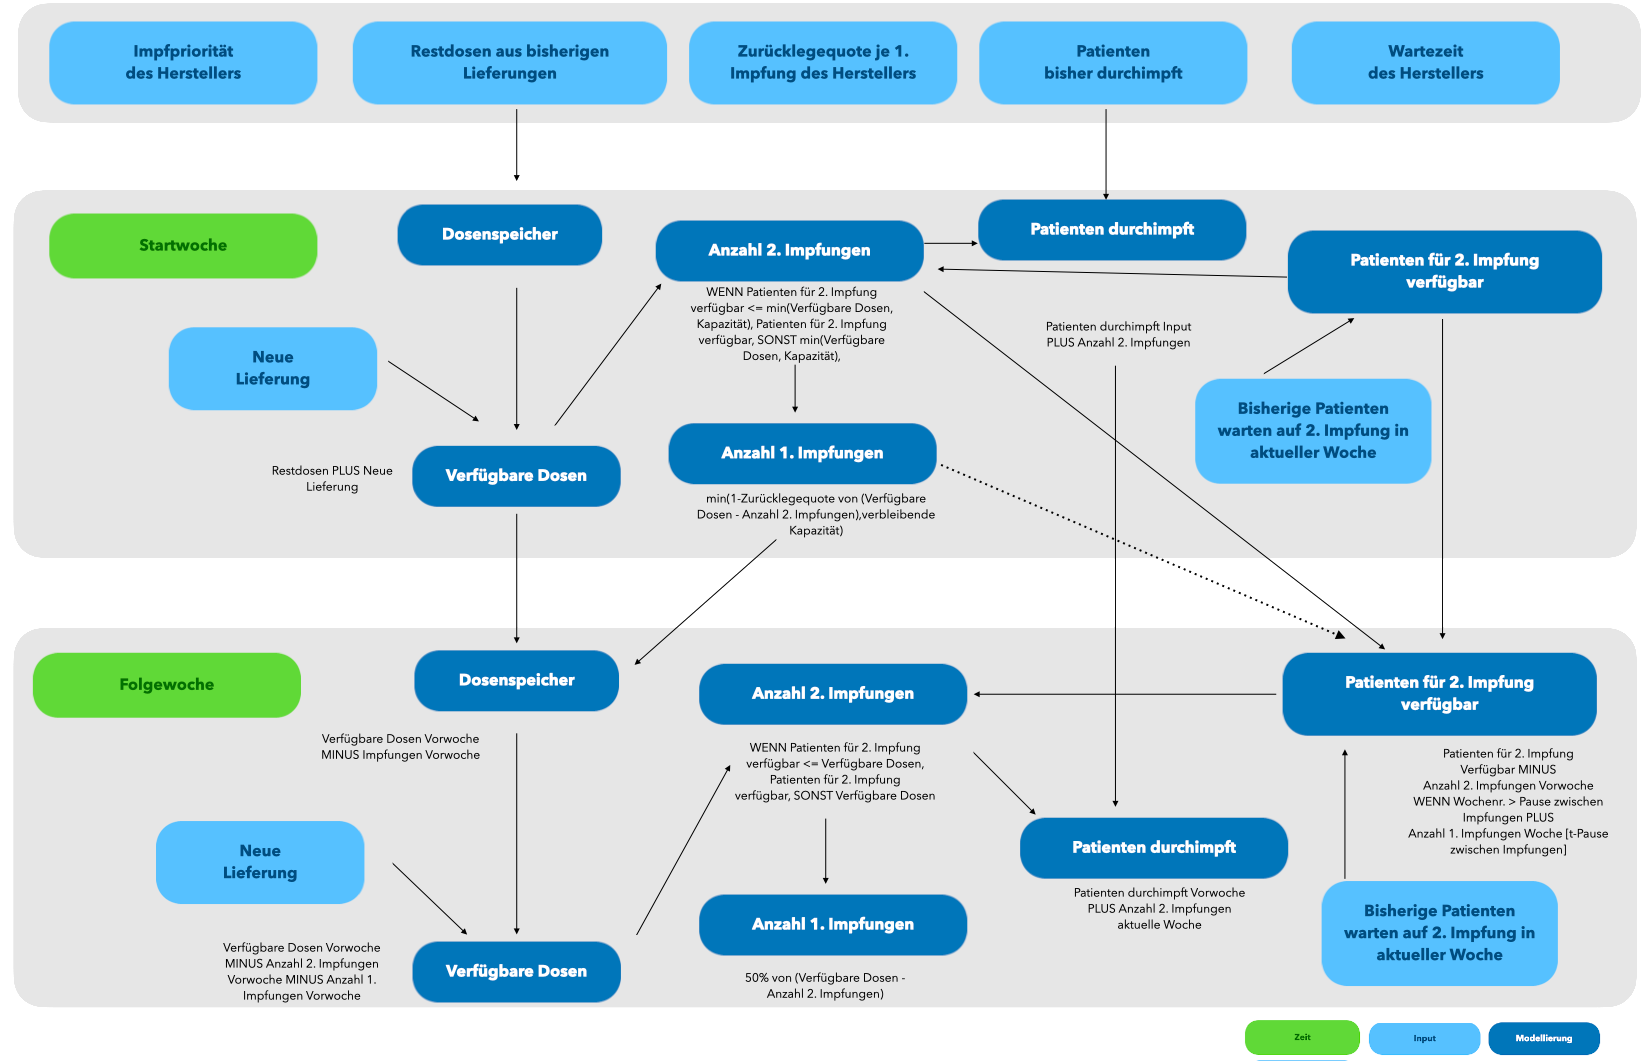 Impfpriorität
des Herstellers
Restdosen aus bisherigen
Lieferungen
Zurücklegequote je 1.
Impfung des Herstellers
Patienten
bisher durchimpft
Wartezeit
des Herstellers
Startwoche
Dosenspeicher
Anzahl 2. Impfungen
WENN Patienten für 2. Impfung
verfügbar <= min(Verfügbare Dosen,
Kapazität), Patienten für 2. Impfung
verfügbar, SONST min(Verfügbare
Dosen, Kapazität),
Patienten durchimpft
Patienten für 2. Impfung
verfügbar
Patienten durchimpft Input
PLUS Anzahl 2. Impfungen
Neue
Lieferung
Bisherige Patienten
warten auf 2. Impfung in
aktueller Woche
Restdosen PLUS Neue
Lieferung
Verfügbare Dosen
Anzahl 1. Impfungen
min(1-Zurücklegequote von (Verfügbare
Dosen - Anzahl 2. Impfungen),verbleibende
Kapazität)
Folgewoche
Dosenspeicher
Verfügbare Dosen Vorwoche
MINUS Impfungen Vorwoche
Anzahl 2. Impfungen
WENN Patienten für 2. Impfung
verfügbar <= Verfügbare Dosen,
Patienten für 2. Impfung
verfügbar, SONST Verfügbare Dosen
Patienten für 2. Impfung
verfügbar
Patienten für 2. Impfung
Verfügbar MINUS
Anzahl 2. Impfungen Vorwoche
WENN Wochenr. > Pause zwischen
Impfungen PLUS
Anzahl 1. Impfungen Woche [t-Pause
zwischen Impfungen]
Neue
Lieferung
Patienten durchimpft
Patienten durchimpft Vorwoche
PLUS Anzahl 2. Impfungen
aktuelle Woche
Bisherige Patienten
warten auf 2. Impfung in
aktueller Woche
Verfügbare Dosen Vorwoche
MINUS Anzahl 2. Impfungen
Vorwoche MINUS Anzahl 1.
Impfungen Vorwoche
Verfügbare Dosen
Anzahl 1. Impfungen
50% von (Verfügbare Dosen -
Anzahl 2. Impfungen)
Zeit
Input
Modellierung